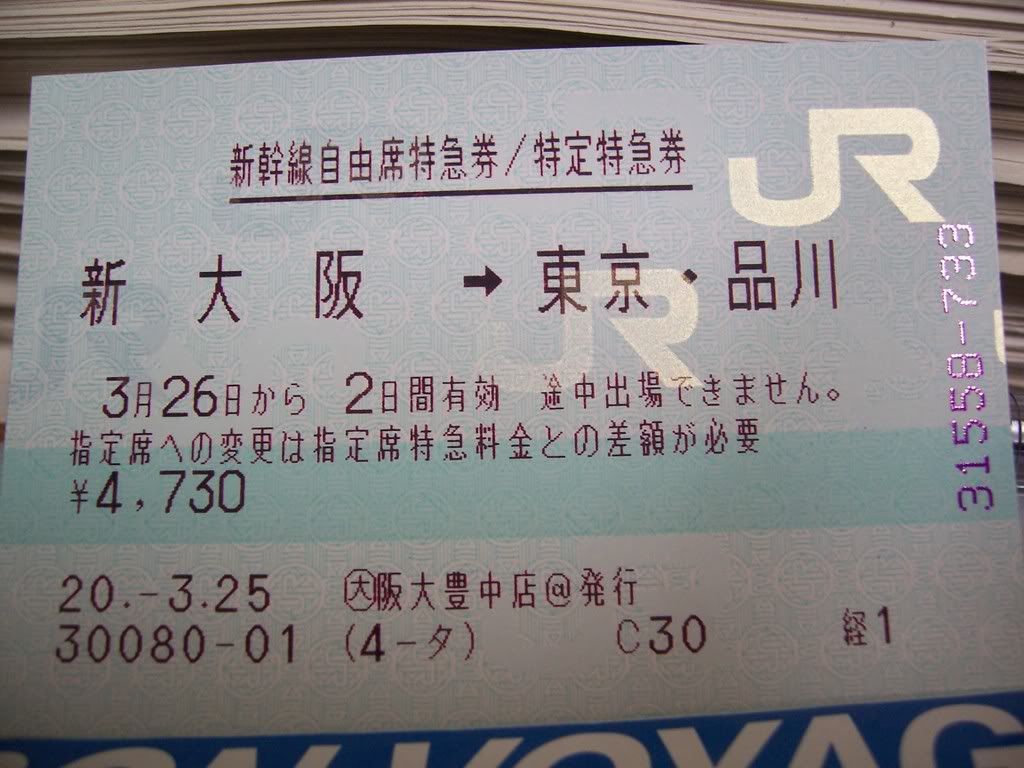 新幹線自由席特急券/特定特急券
JR
新大阪 → 東京・品川
3月26日から 2日間有効 途中出場できません。
指定席への変更は指定席特急料金との差額が必要
¥4,730
31558-733
20.-3.25 ㊛阪大豊中店@発行
30080-01 (4-タ) C30 経1
ON VOYAG